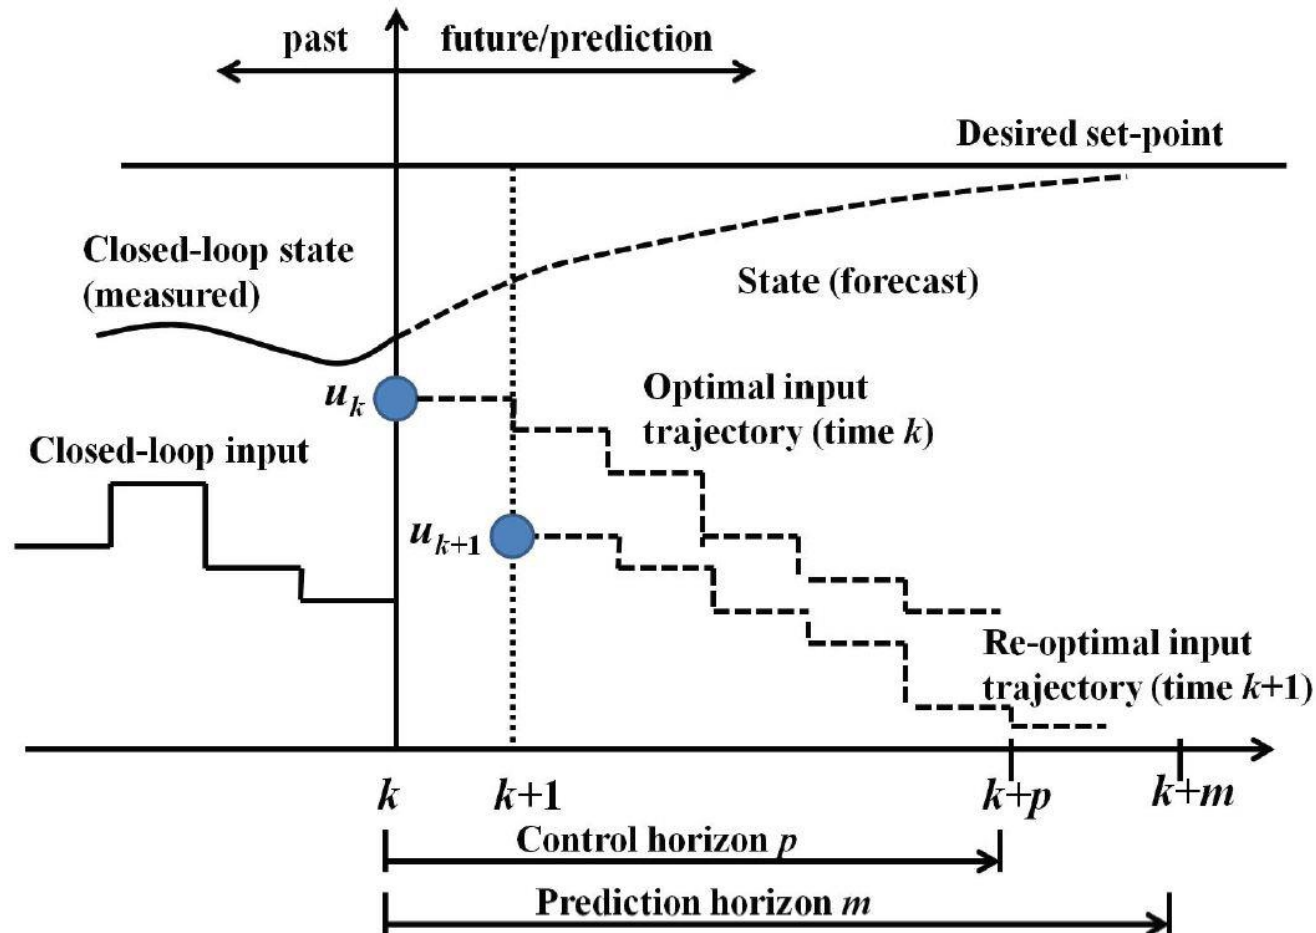 past
future/prediction
Desired set-point
Closed-loop state
(measured)
State (forecast)
u_k
Optimal input
trajectory (time k)
Closed-loop input
u_{k+1}
Re-optimal input
trajectory (time k+1)
k
k+1
k+p
k+m
Control horizon p
Prediction horizon m